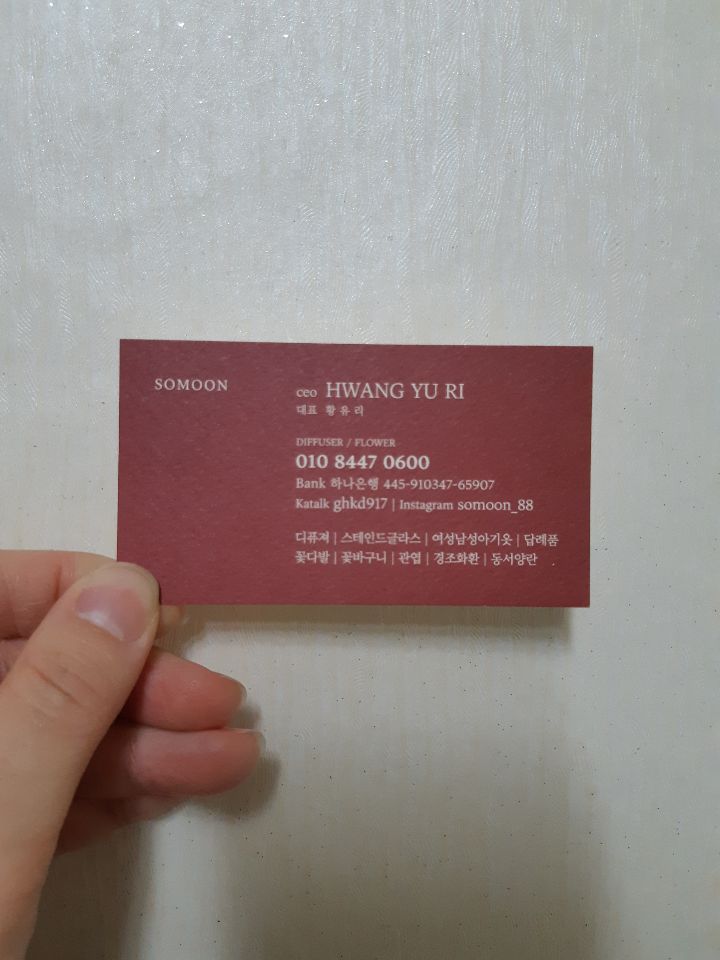 SOMOON
ceo HWANG YU RI
대표 황유리
DIFFUSER / FLOWER
010 8447 0600
Bank 하나은행 445-910347-65907
Katalk ghkd917 | Instagram somoon_88
디퓨져 | 스테인드글라스 | 여성남성아기옷 | 답례품
꽃다발 | 꽃바구니 | 관엽 | 경조화환 | 동서양란